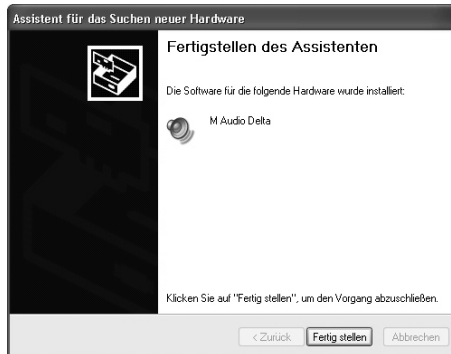 Assistent für das Suchen neuer Hardware
Fertigstellen des Assistenten
Die Software für die folgende Hardware wurde installiert:
M Audio Delta
Klicken Sie auf "Fertig stellen", um den Vorgang abzuschließen.
< Zurück Fertig stellen Abbrechen